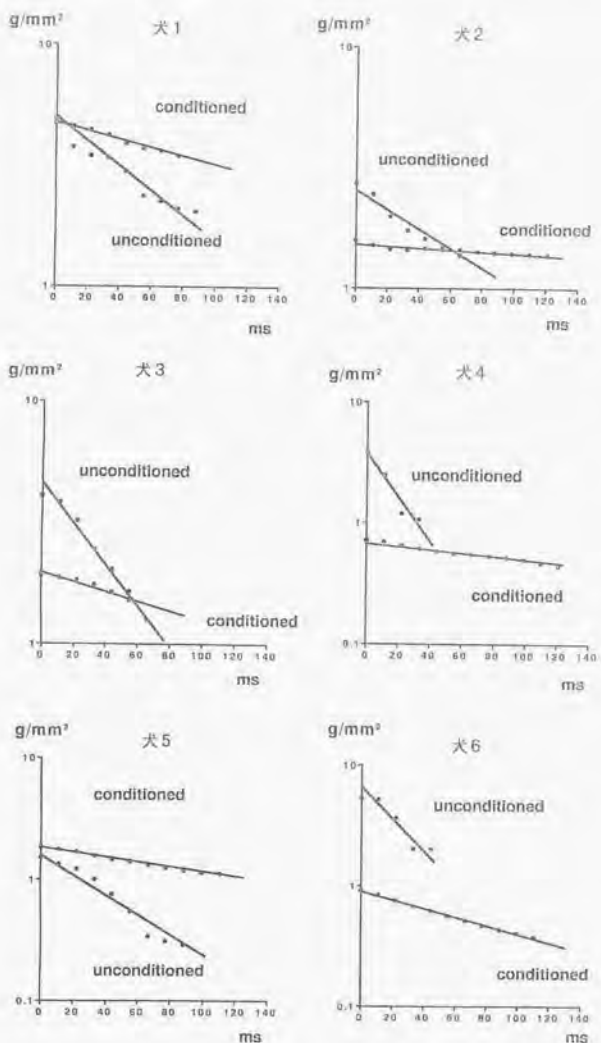 g/mm² 犬1
10
conditioned
unconditioned
1
0 20 40 60 80 100 120 140
ms
g/mm² 犬2
10
unconditioned
conditioned
1
0 20 40 60 80 100 120 140
ms
g/mm² 犬3
10
unconditioned
conditioned
1
0 20 40 60 80 100 120 140
ms
g/mm² 犬4
10
unconditioned
1
conditioned
0.1
0 20 40 60 80 100 120 140
ms
g/mm² 犬5
10
conditioned
1
unconditioned
0.1
0 20 40 60 80 100 120 140
ms
g/mm² 犬6
10
unconditioned
1
conditioned
0.1
0 20 40 60 80 100 120 140
ms